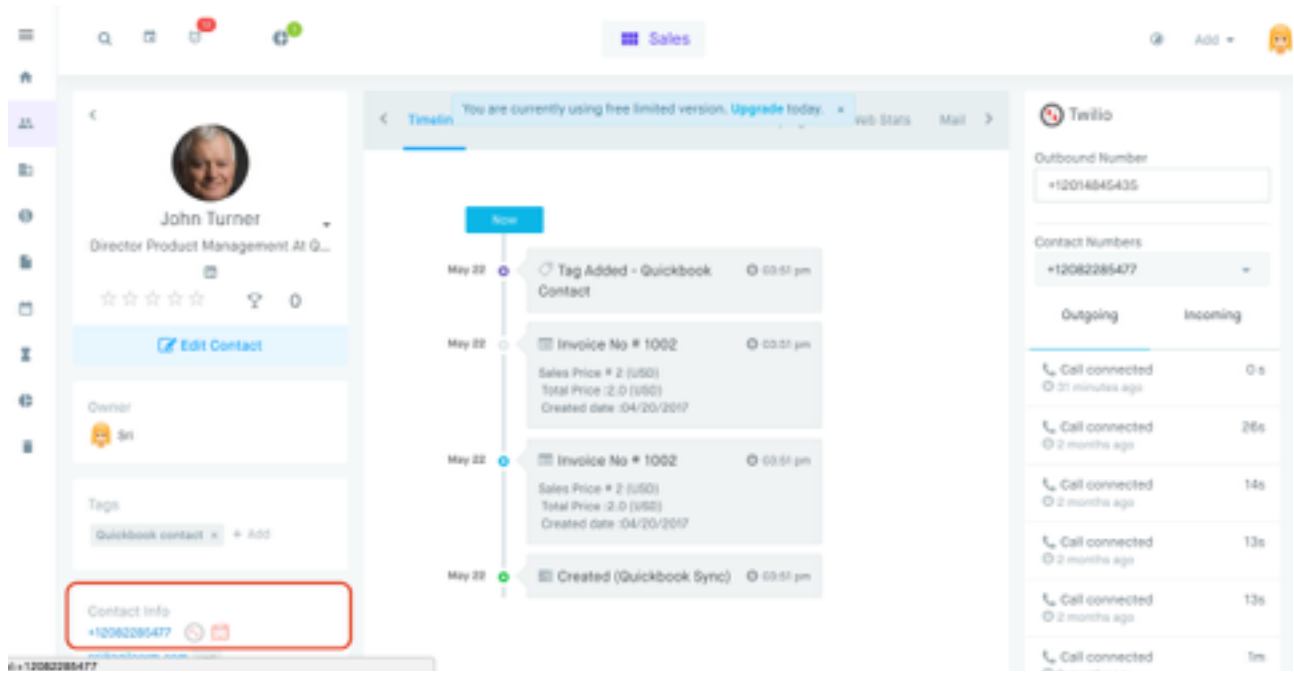 Sales
Add
You are currently using free limited version. Upgrade today. ×
Web Stats
Mail
John Turner
Director Product Management At Q...
0
Edit Contact
Owner
Sri
Tags
Quickbook contact ×
+ Add
Contact Info
+12082285477
Now
May 22
Tag Added - Quickbook Contact
03:51 pm
May 22
Invoice No # 1002
03:51 pm
Sales Price # 2 (USD)
Total Price :2.0 (USD)
Created date :04/20/2017
May 22
Invoice No # 1002
03:51 pm
Sales Price # 2 (USD)
Total Price :2.0 (USD)
Created date :04/20/2017
May 22
Created (Quickbook Sync)
03:51 pm
Twilio
Outbound Number
+12014845435
Contact Numbers
+12082285477
Outgoing
Incoming
Call connected
0 s
31 minutes ago
Call connected
26s
2 months ago
Call connected
14s
2 months ago
Call connected
13s
2 months ago
Call connected
13s
2 months ago
Call connected
1m